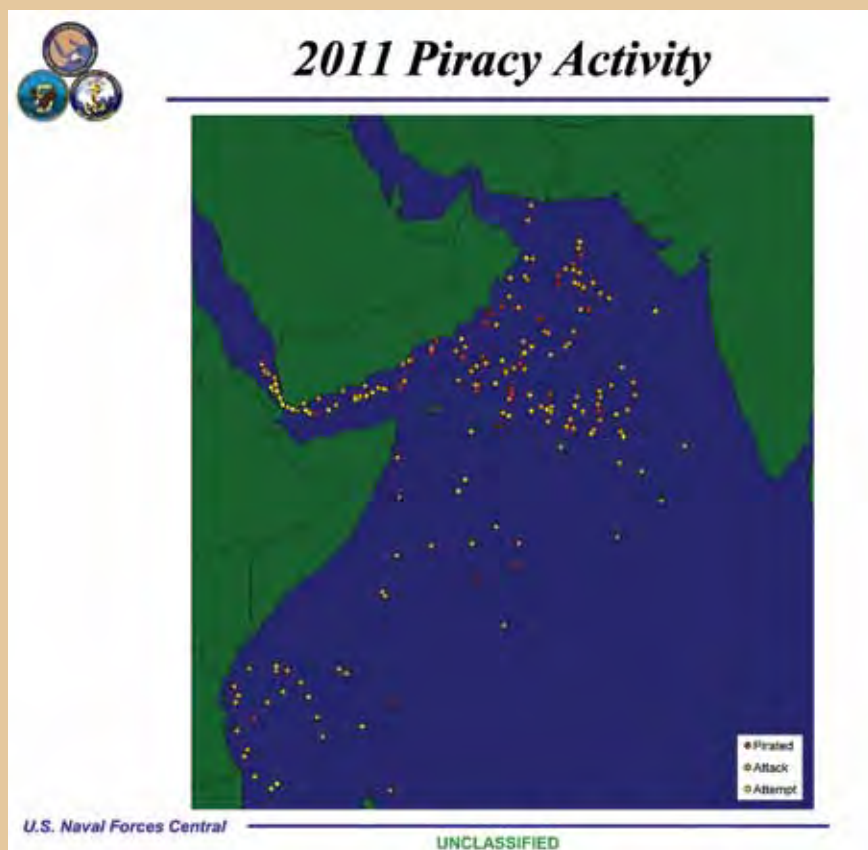 2011 Piracy Activity
Pirated
Attack
Attempt
U.S. Naval Forces Central
UNCLASSIFIED